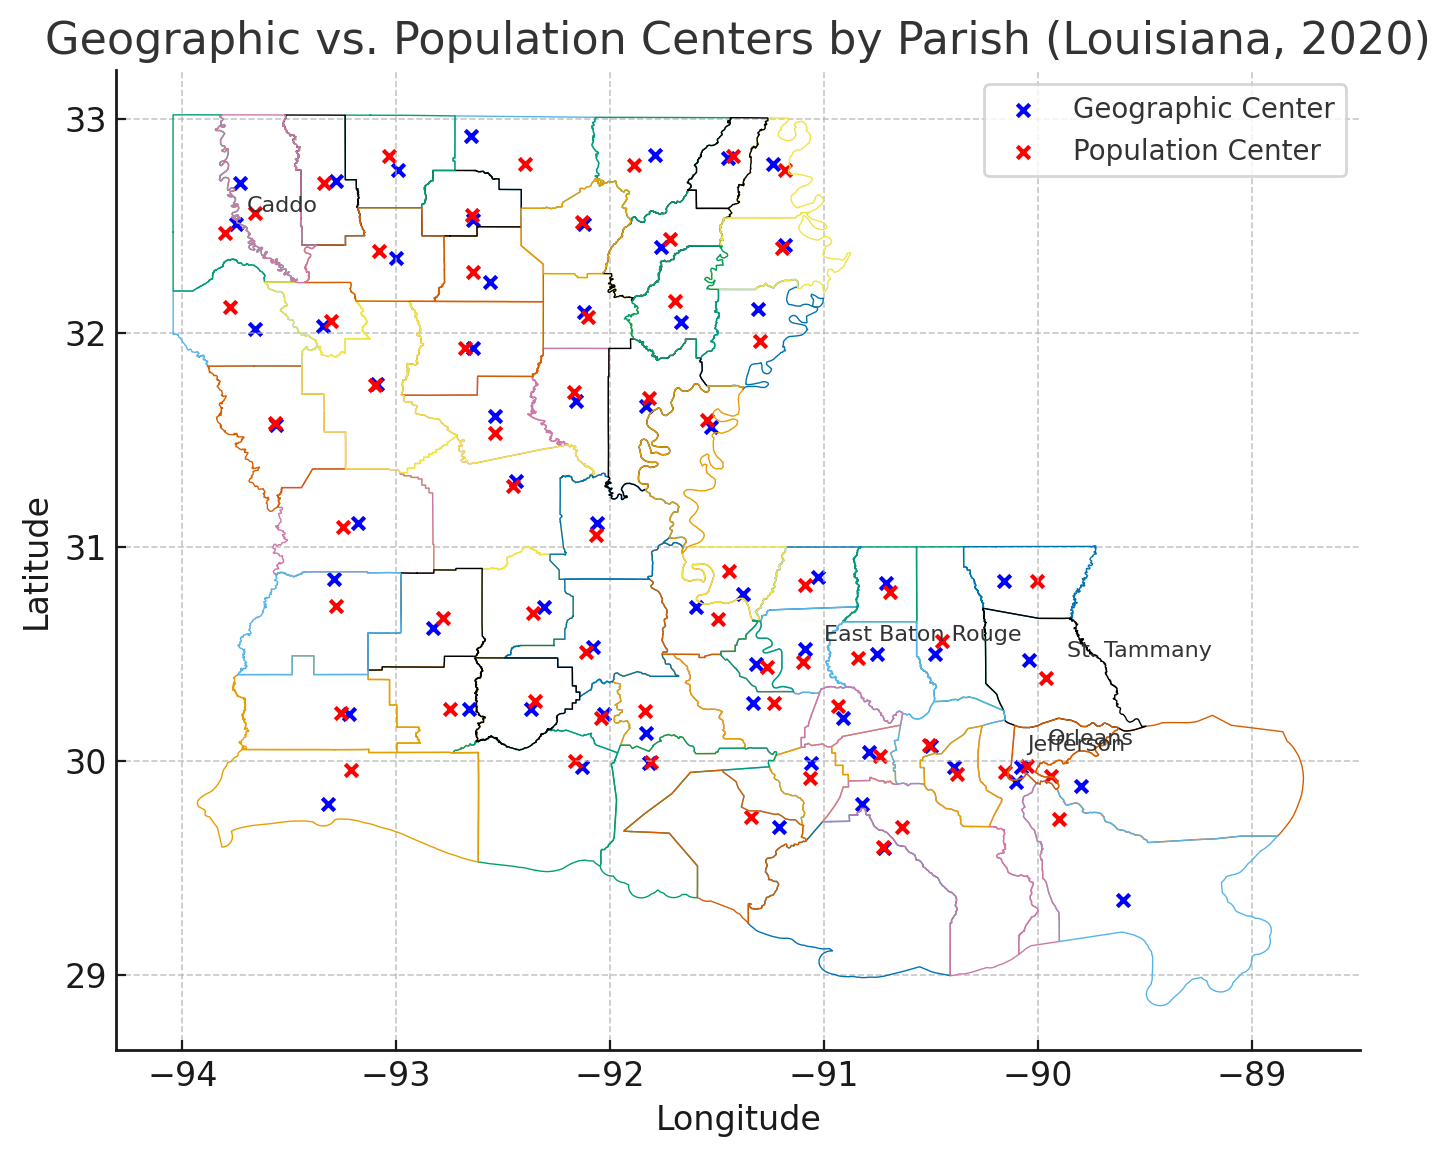 Geographic vs. Population Centers by Parish (Louisiana, 2020)
Geographic Center
Population Center
33
32
31
30
29
Latitude
Caddo
East Baton Rouge
St. Tammany
Orleans
Jefferson
−94
−93
−92
−91
−90
−89
Longitude